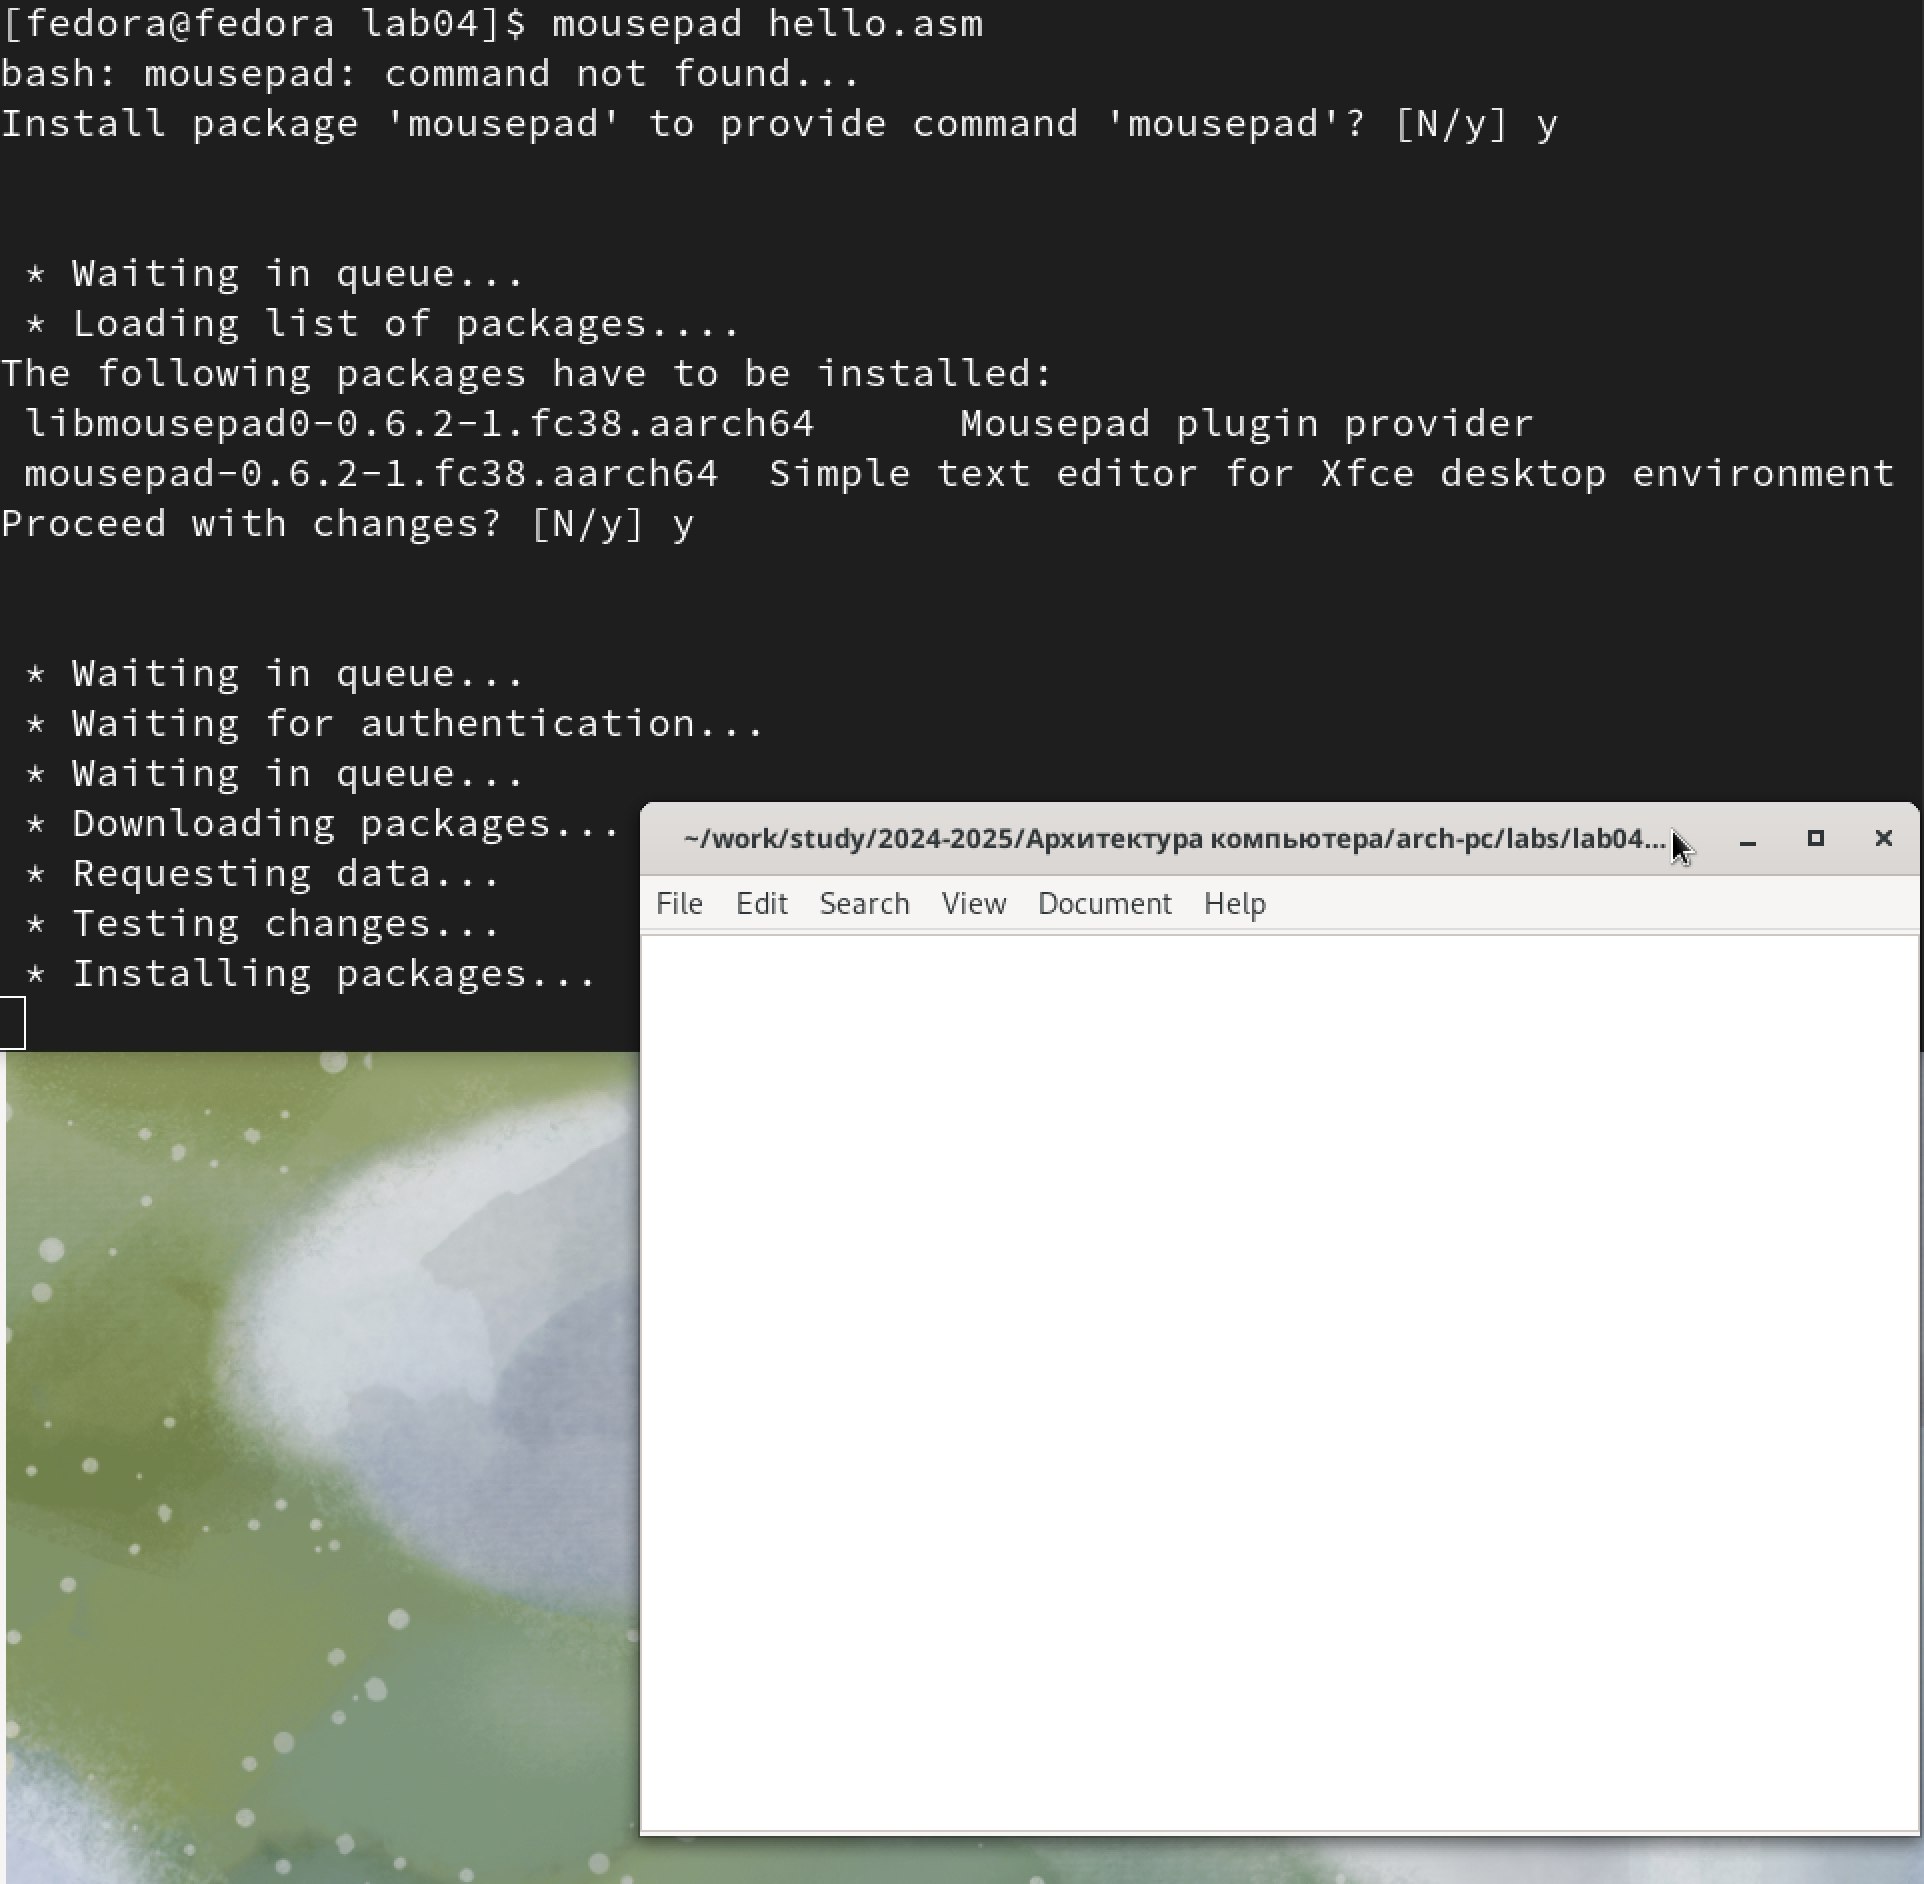 [fedora@fedora lab04]$ mousepad hello.asm
bash: mousepad: command not found...
Install package 'mousepad' to provide command 'mousepad'? [N/y] y
* Waiting in queue...
* Loading list of packages....
The following packages have to be installed:
libmousepad0-0.6.2-1.fc38.aarch64 Mousepad plugin provider
mousepad-0.6.2-1.fc38.aarch64 Simple text editor for Xfce desktop environment
Proceed with changes? [N/y] y
* Waiting in queue...
* Waiting for authentication...
* Waiting in queue...
* Downloading packages...
* Requesting data...
* Testing changes...
* Installing packages...
~/work/study/2024-2025/Архитектура компьютера/arch-pc/labs/lab04...
File Edit Search View Document Help